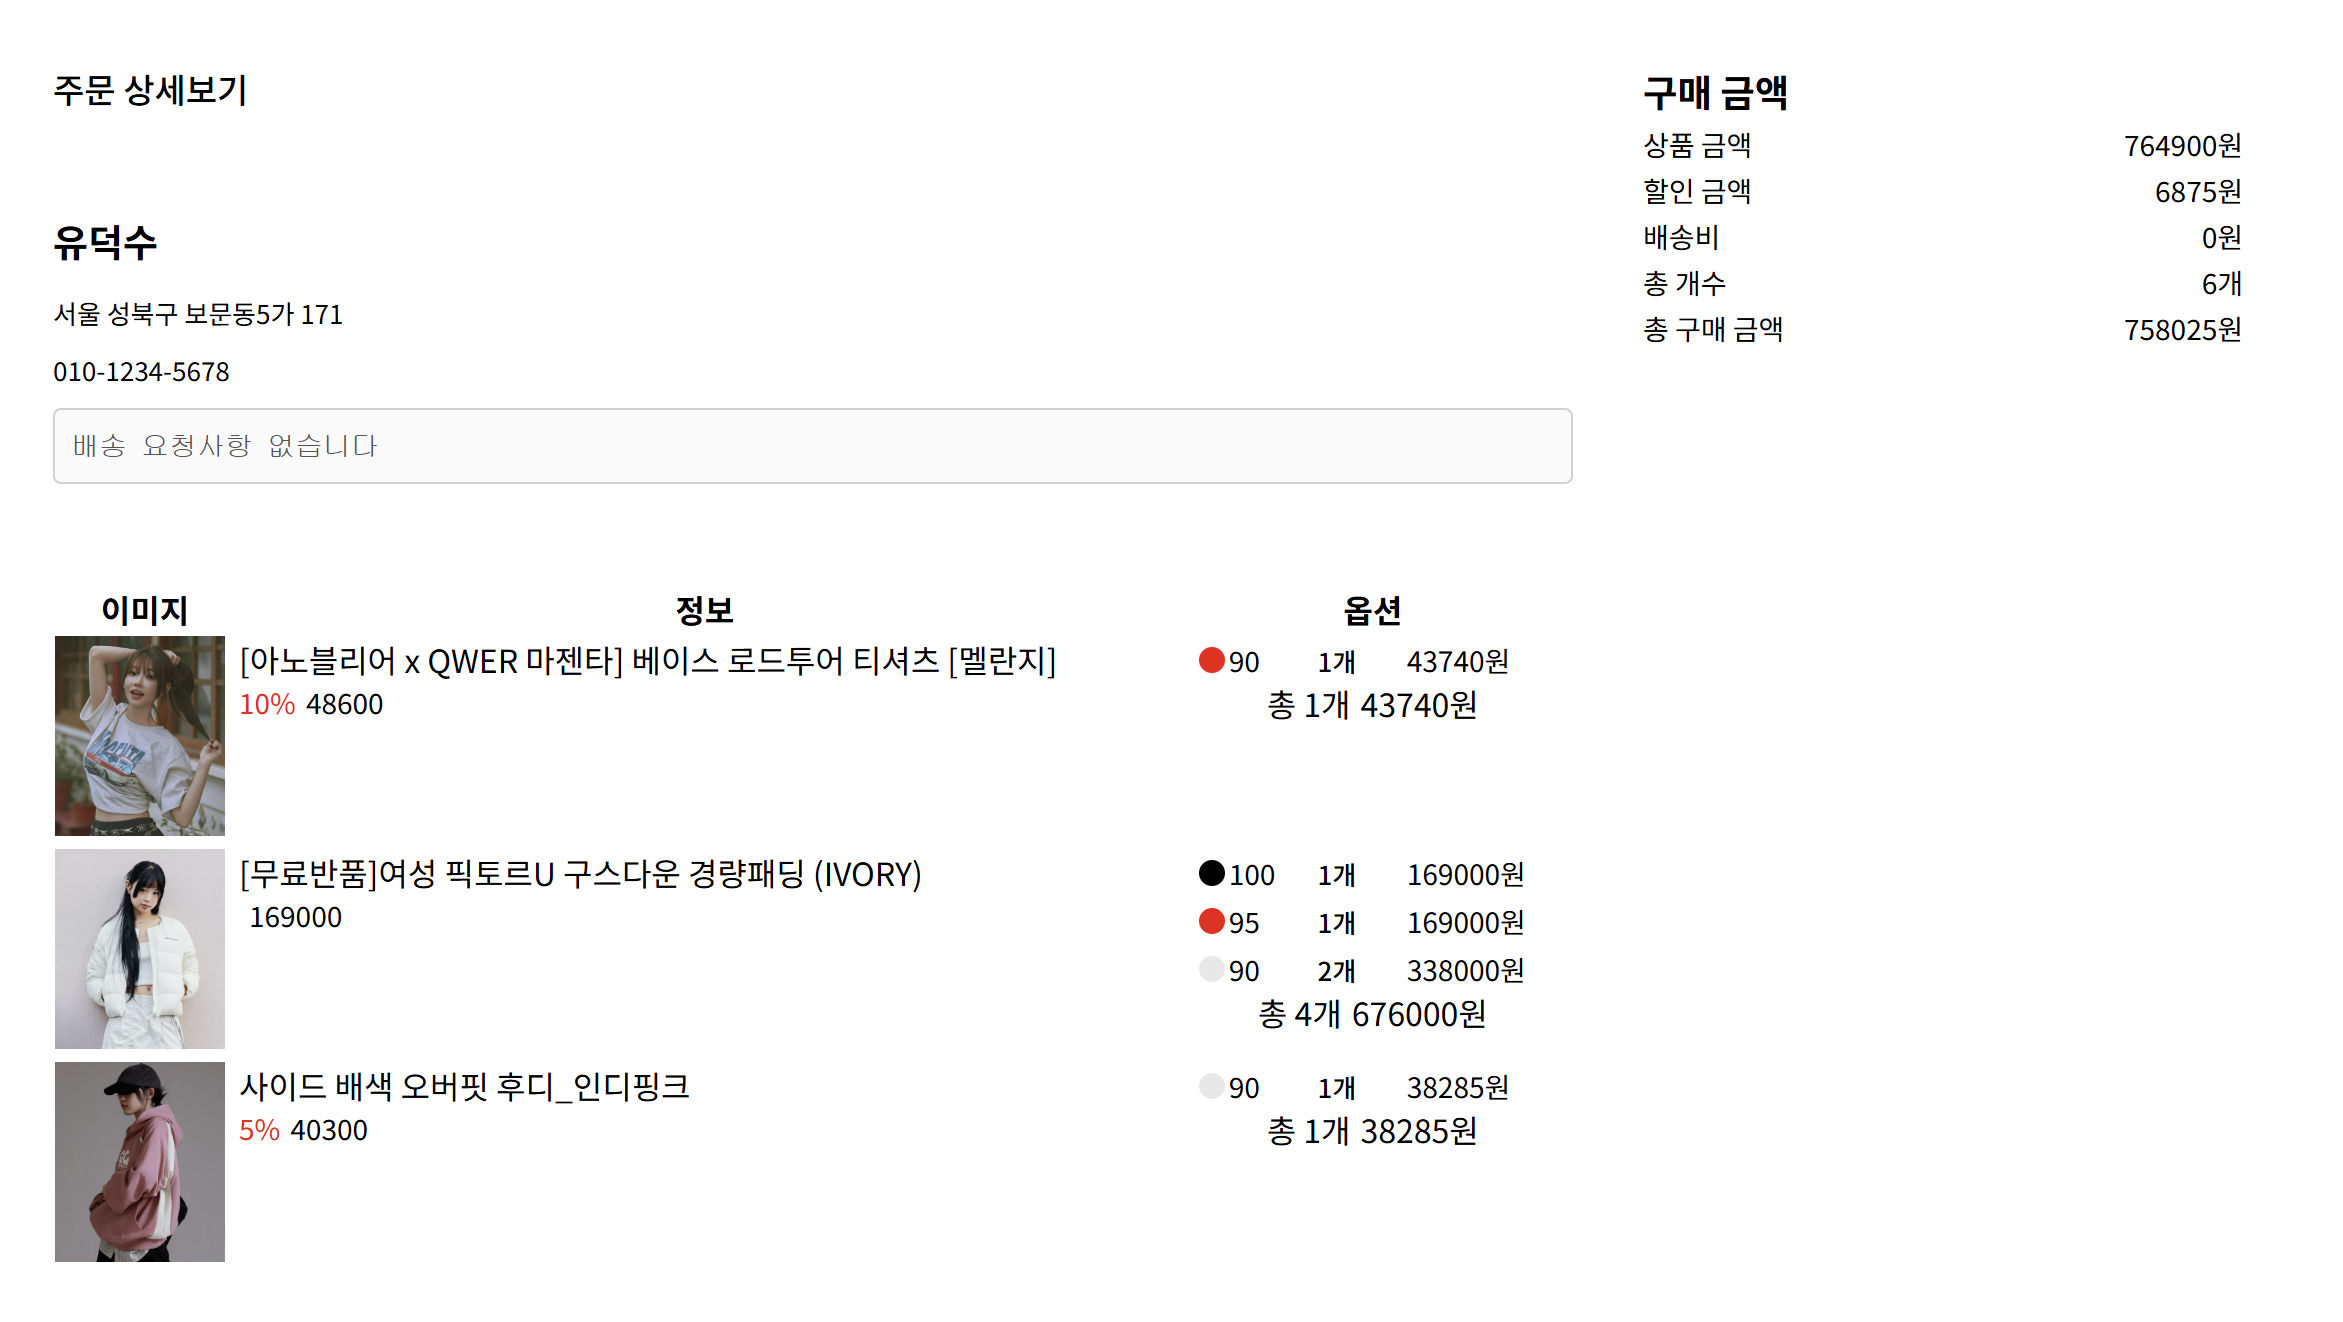 주문 상세보기
유덕수
서울 성북구 보문동5가 171
010-1234-5678
배송 요청사항 없습니다
구매 금액
상품 금액 764900원
할인 금액 6875원
배송비 0원
총 개수 6개
총 구매 금액 758025원
이미지 정보 옵션
[아노블리어 x QWER 마젠타] 베이스 로드투어 티셔츠 [멜란지]
10% 48600
90 1개 43740원
총 1개 43740원
[무료반품]여성 픽토르U 구스다운 경량패딩 (IVORY)
169000
100 1개 169000원
95 1개 169000원
90 2개 338000원
총 4개 676000원
사이드 배색 오버핏 후디_인디핑크
5% 40300
90 1개 38285원
총 1개 38285원